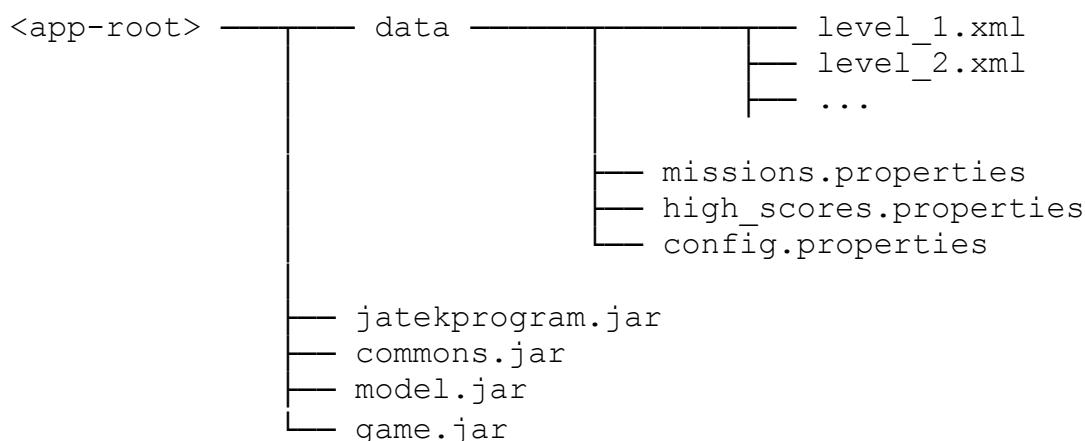 <app-root> data level_1.xml
level_2.xml
...
missions.properties
high_scores.properties
config.properties
jatekprogram.jar
commons.jar
model.jar
game.jar